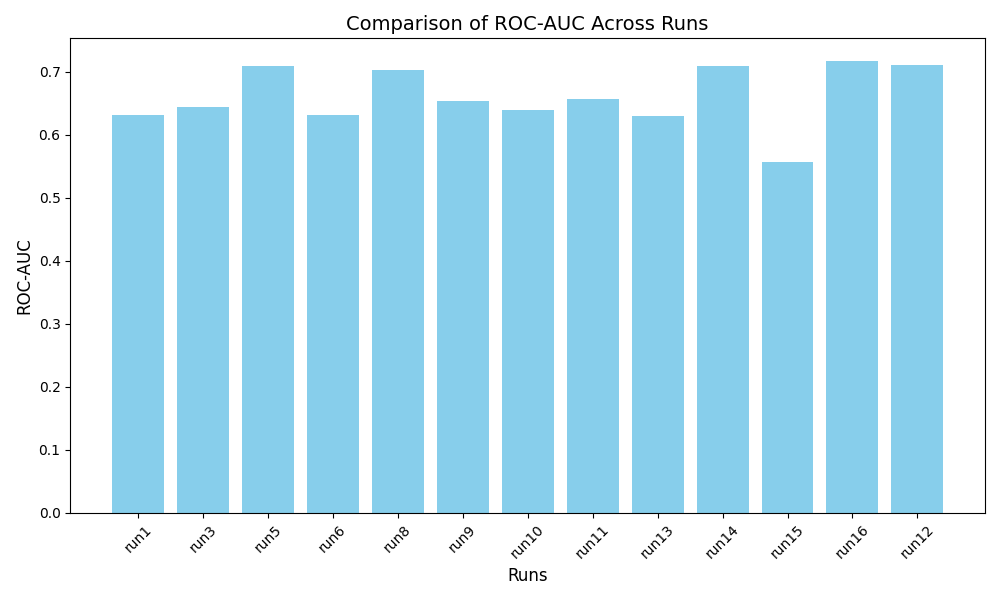 Comparison of ROC-AUC Across Runs
ROC-AUC
0.7
0.6
0.5
0.4
0.3
0.2
0.1
0.0
run1 run3 run5 run6 run8 run9 run10 run11 run13 run14 run15 run16 run12
Runs